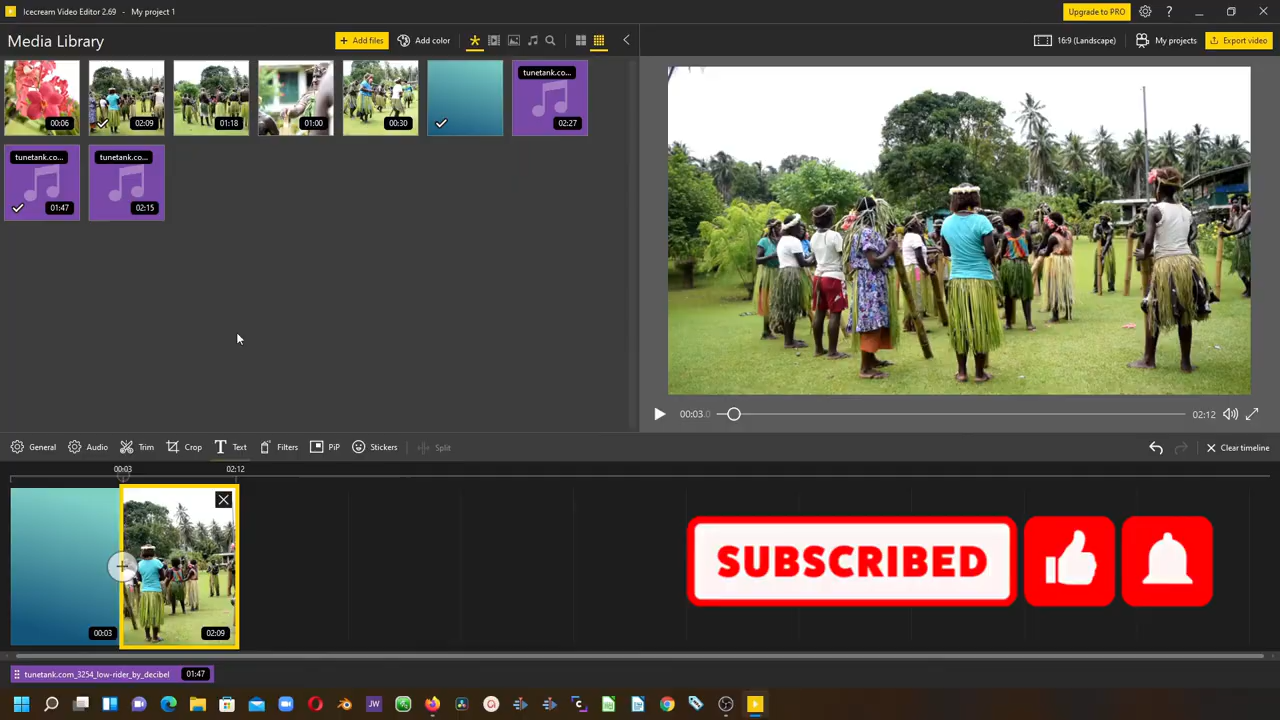 Icecream Video Editor 2.69 - My project 1
Upgrade to PRO
Media Library
Add files
Add color
16:9 (Landscape)
My projects
Export video
00:06
02:09
01:18
01:00
00:30
tunetank.co...
02:27
tunetank.co...
01:47
tunetank.co...
02:15
00:03.0
02:12
General
Audio
Trim
Crop
Text
Filters
PiP
Stickers
Split
Clear timeline
00:03
02:12
00:03
02:09
SUBSCRIBED
tunetank.com_3254_low-rider_by_decibel
01:47
JW